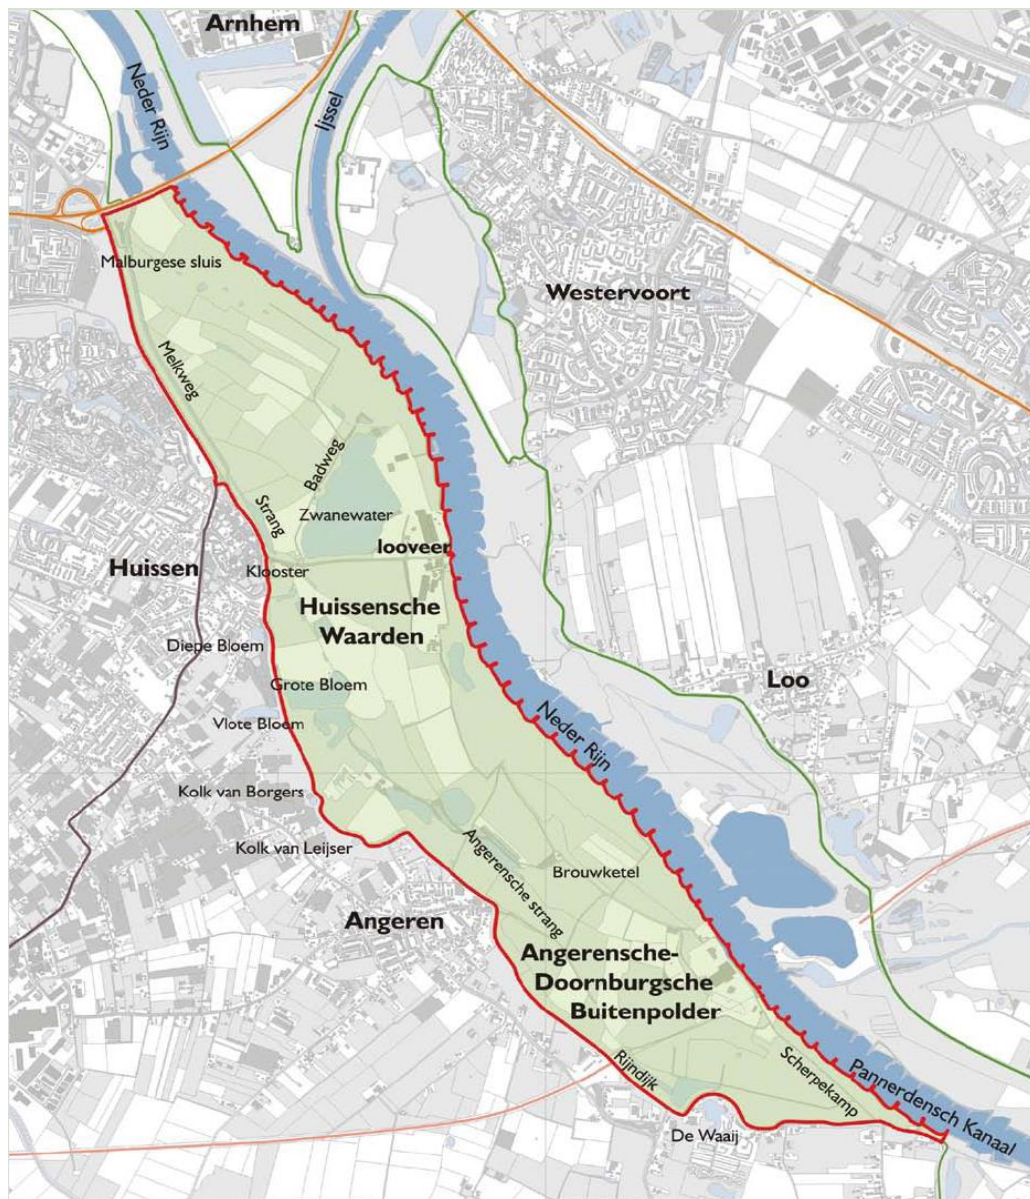 Arnhem
Neder Rijn
Ijssel
Malburgese sluis
Westervoort
Melkweg
Badweg
Strang
Zwanewater
looveer
Klooster
Huissen
Huissensche
Waarden
Diepe Bloem
Grote Bloem
Loo
Vlote Bloem
Neder Rijn
Kolk van Borgers
Kolk van Leijser
Angerensche strang
Brouwketel
Angeren
Angerensche-
Doornburgsche
Buitenpolder
Rijndijk
Scherpekamp
Pannerdensch Kanaal
De Waaij